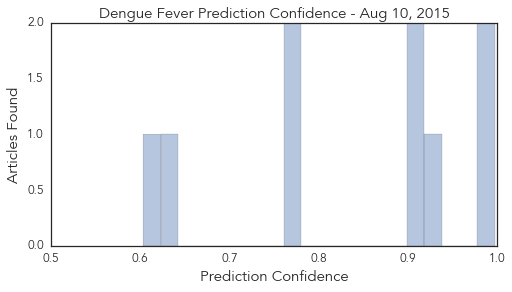 Dengue Fever Prediction Confidence - Aug 10, 2015
2.0
1.5
1.0
0.5
0.0
Articles Found
0.5 0.6 0.7 0.8 0.9 1.0
Prediction Confidence